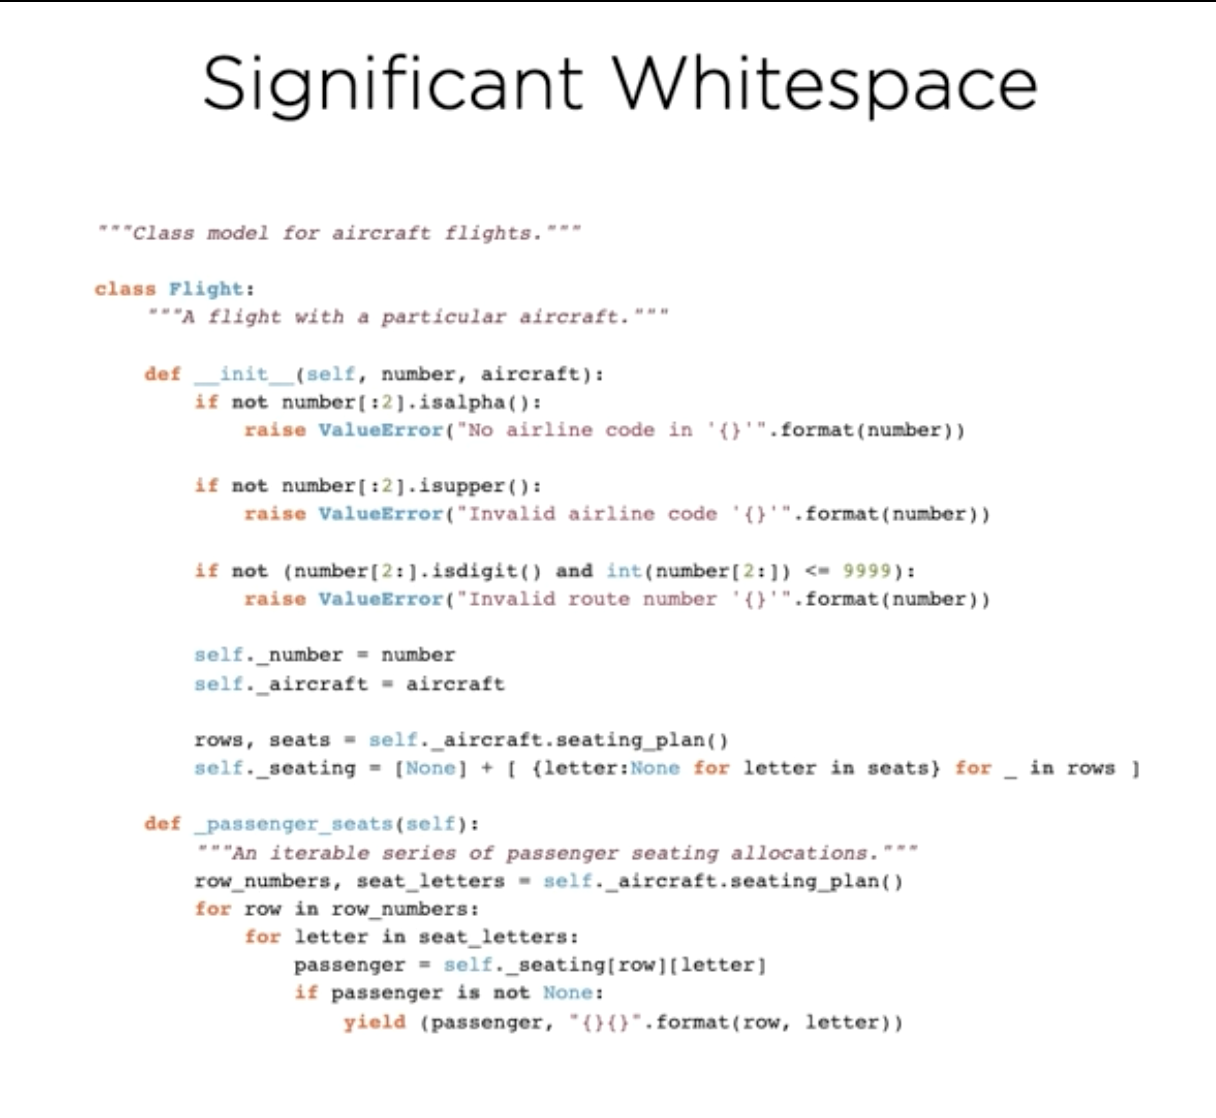 Significant Whitespace
"""Class model for aircraft flights."""
class Flight:
    """A flight with a particular aircraft."""
    def __init__(self, number, aircraft):
        if not number[:2].isalpha():
            raise ValueError("No airline code in '{}'".format(number))
        if not number[:2].isupper():
            raise ValueError("Invalid airline code '{}'".format(number))
        if not (number[2:].isdigit() and int(number[2:]) <= 9999):
            raise ValueError("Invalid route number '{}'".format(number))
        self._number = number
        self._aircraft = aircraft
        rows, seats = self._aircraft.seating_plan()
        self._seating = [None] + [ {letter:None for letter in seats} for _ in rows ]
    def _passenger_seats(self):
        """An iterable series of passenger seating allocations."""
        row_numbers, seat_letters = self._aircraft.seating_plan()
        for row in row_numbers:
            for letter in seat_letters:
                passenger = self._seating[row][letter]
                if passenger is not None:
                    yield (passenger, "{}{}".format(row, letter))